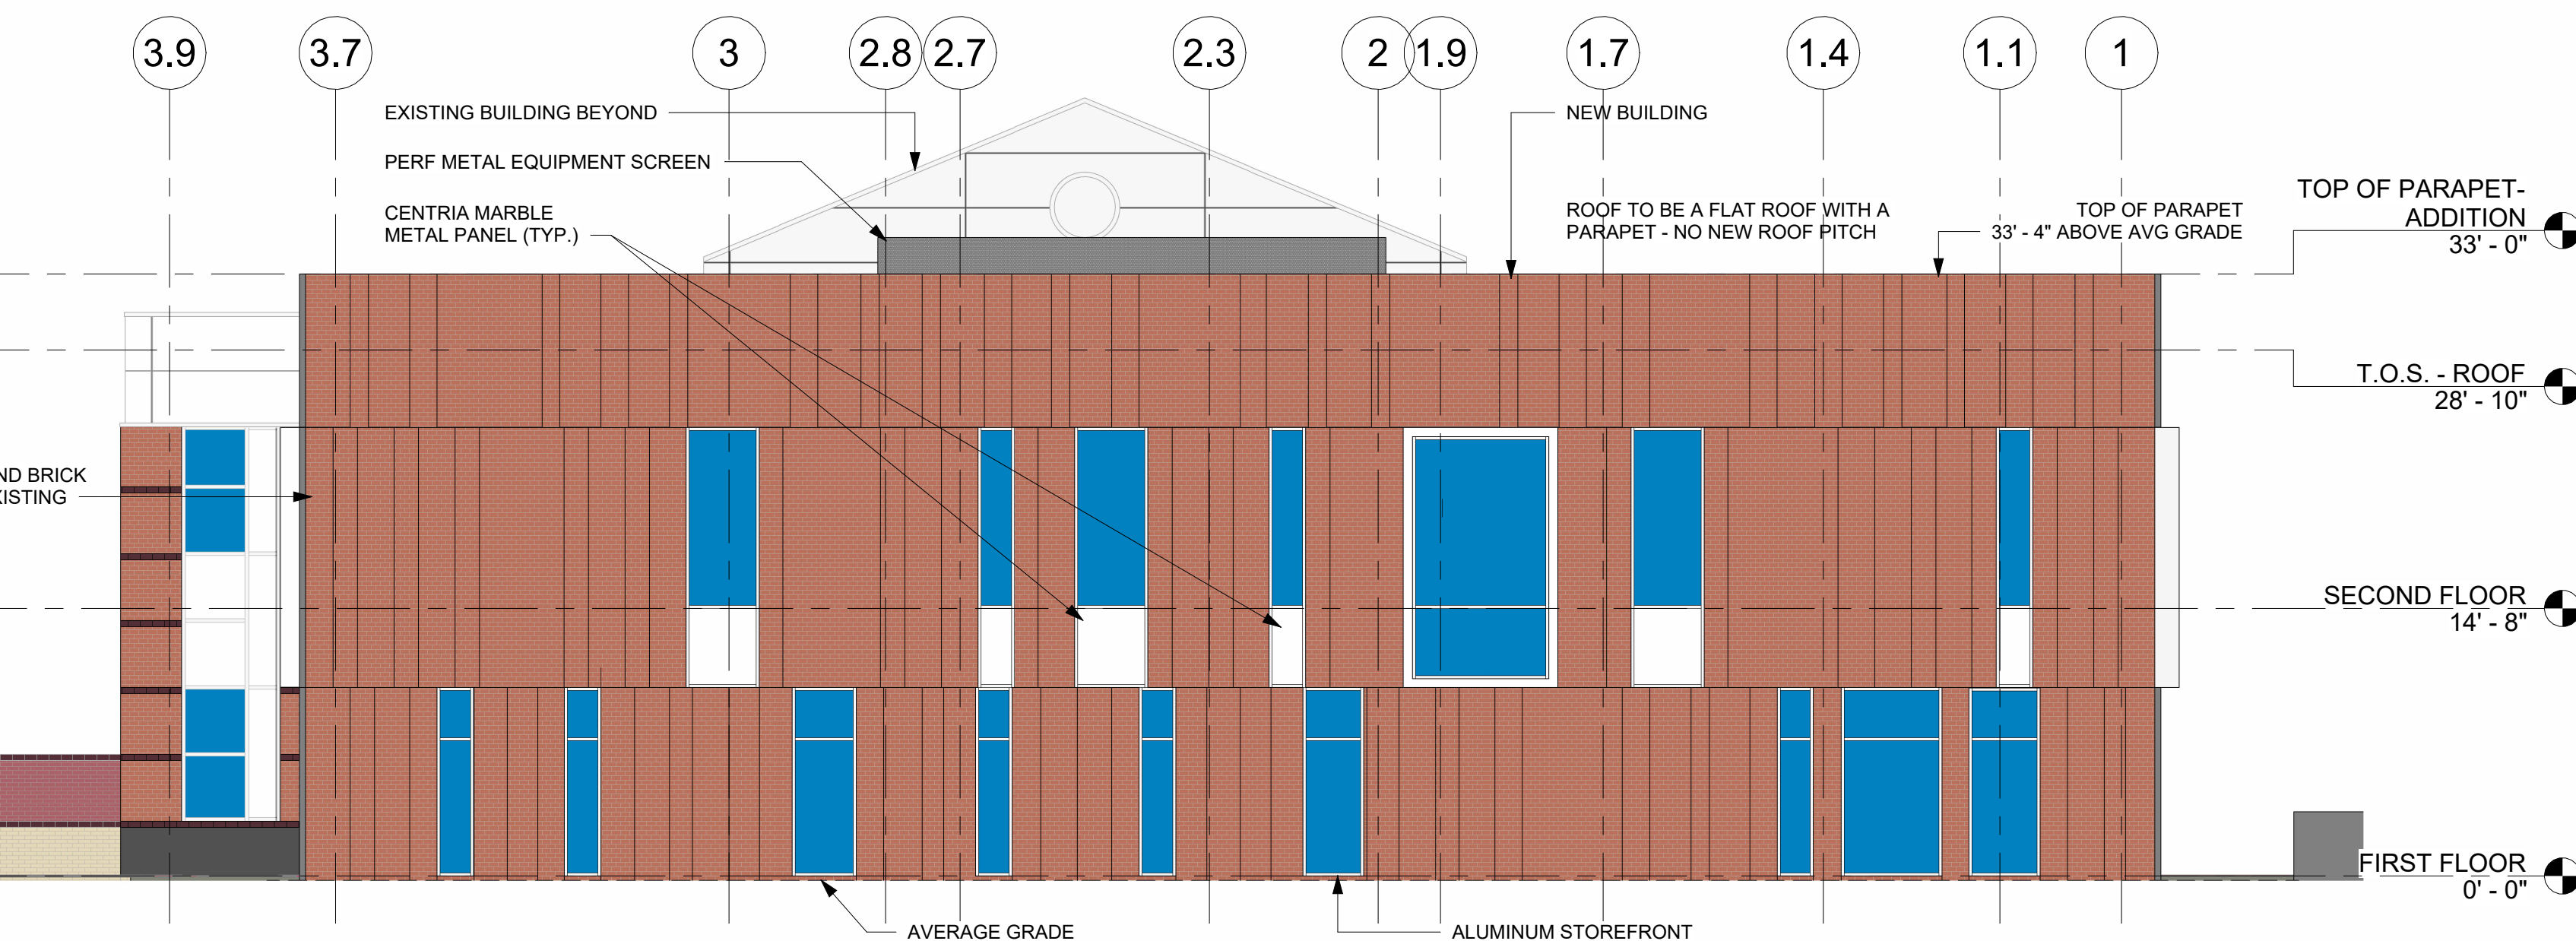 3.9
3.7
3
2.8
2.7
2.3
2
1.9
1.7
1.4
1.1
1
EXISTING BUILDING BEYOND
NEW BUILDING
PERF METAL EQUIPMENT SCREEN
CENTRIA MARBLE
METAL PANEL (TYP.)
ROOF TO BE A FLAT ROOF WITH A
PARAPET - NO NEW ROOF PITCH
TOP OF PARAPET
33' - 4" ABOVE AVG GRADE
TOP OF PARAPET-
ADDITION
33' - 0"
T.O.S. - ROOF
28' - 10"
ND BRICK
XISTING
SECOND FLOOR
14' - 8"
FIRST FLOOR
0' - 0"
AVERAGE GRADE
ALUMINUM STOREFRONT